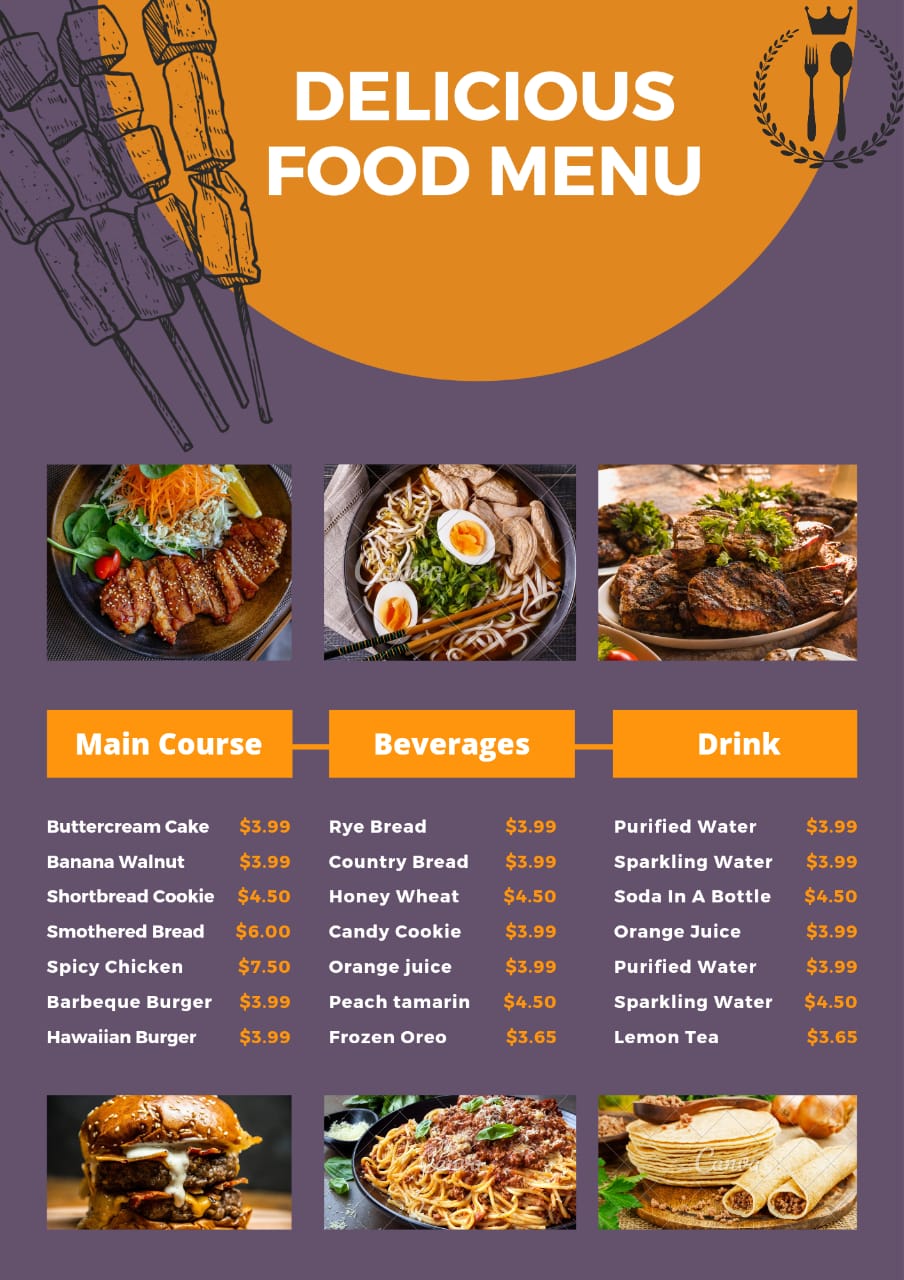 DELICIOUS
FOOD MENU
Canva
Main Course
Buttercream Cake $3.99
Banana Walnut $3.99
Shortbread Cookie $4.50
Smothered Bread $6.00
Spicy Chicken $7.50
Barbeque Burger $3.99
Hawaiian Burger $3.99
Beverages
Rye Bread $3.99
Country Bread $3.99
Honey Wheat $4.50
Candy Cookie $3.99
Orange juice $3.99
Peach tamarin $4.50
Frozen Oreo $3.65
Drink
Purified Water $3.99
Sparkling Water $3.99
Soda In A Bottle $4.50
Orange Juice $3.99
Purified Water $3.99
Sparkling Water $4.50
Lemon Tea $3.65
Canva
Canva